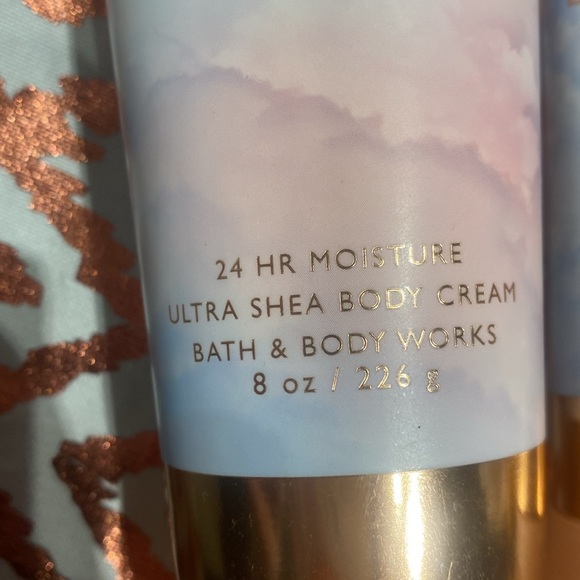 24 HR MOISTURE
ULTRA SHEA BODY CREAM
BATH & BODY WORKS
8 oz / 226 g